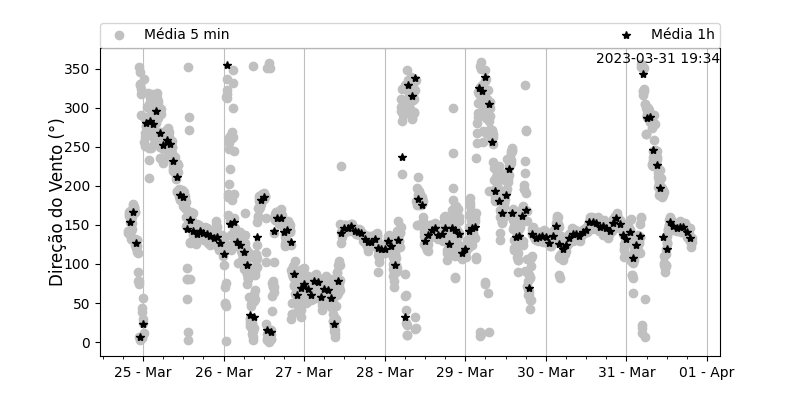 Média 5 min
Média 1h
2023-03-31 19:34
Direção do Vento (°)
350
300
250
200
150
100
50
0
25 - Mar
26 - Mar
27 - Mar
28 - Mar
29 - Mar
30 - Mar
31 - Mar
01 - Apr